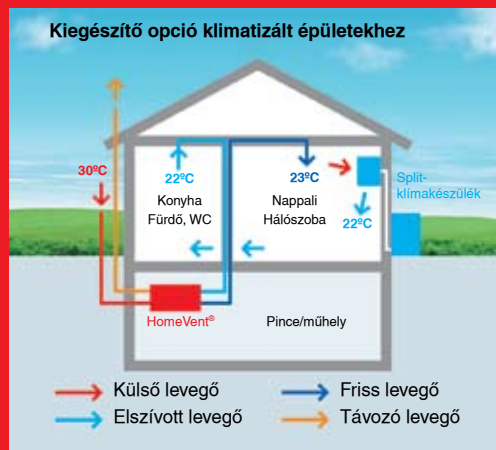 Kiegészítő opció klimatizált épületekhez
30ºC
22ºC
23ºC
Split-
klímakészülék
Konyha
Fürdő, WC
Nappali
Hálószoba
22ºC
HomeVent®
Pince/műhely
Külső levegő
Friss levegő
Elszívott levegő
Távozó levegő